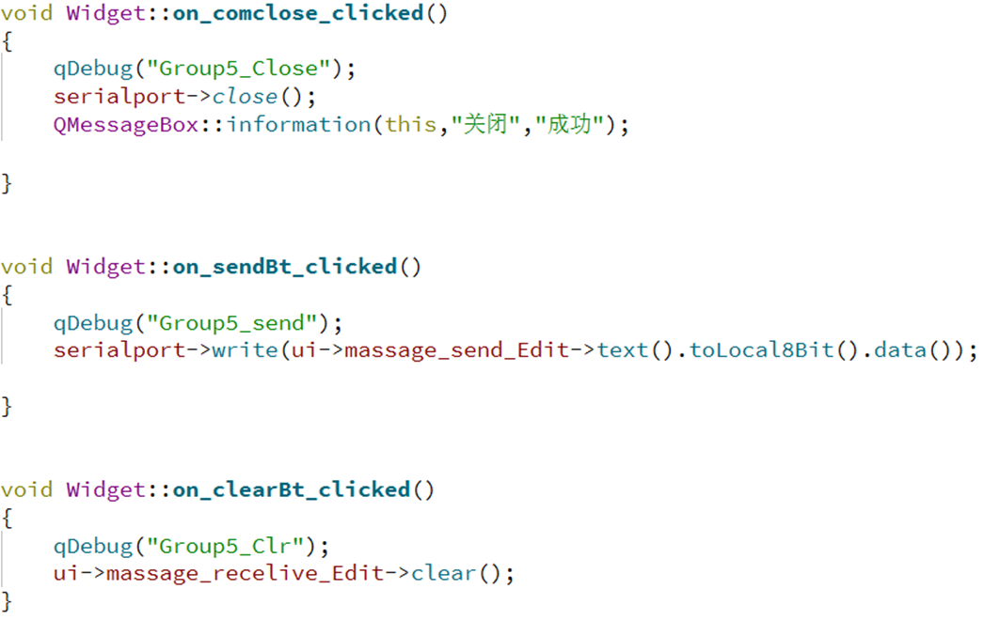 void Widget::on_comclose_clicked()
{
    qDebug("Group5_Close");
    serialport->close();
    QMessageBox::information(this,"关闭","成功");
}
void Widget::on_sendBt_clicked()
{
    qDebug("Group5_send");
    serialport->write(ui->massage_send_Edit->text().toLocal8Bit().data());
}
void Widget::on_clearBt_clicked()
{
    qDebug("Group5_Clr");
    ui->massage_recelive_Edit->clear();
}